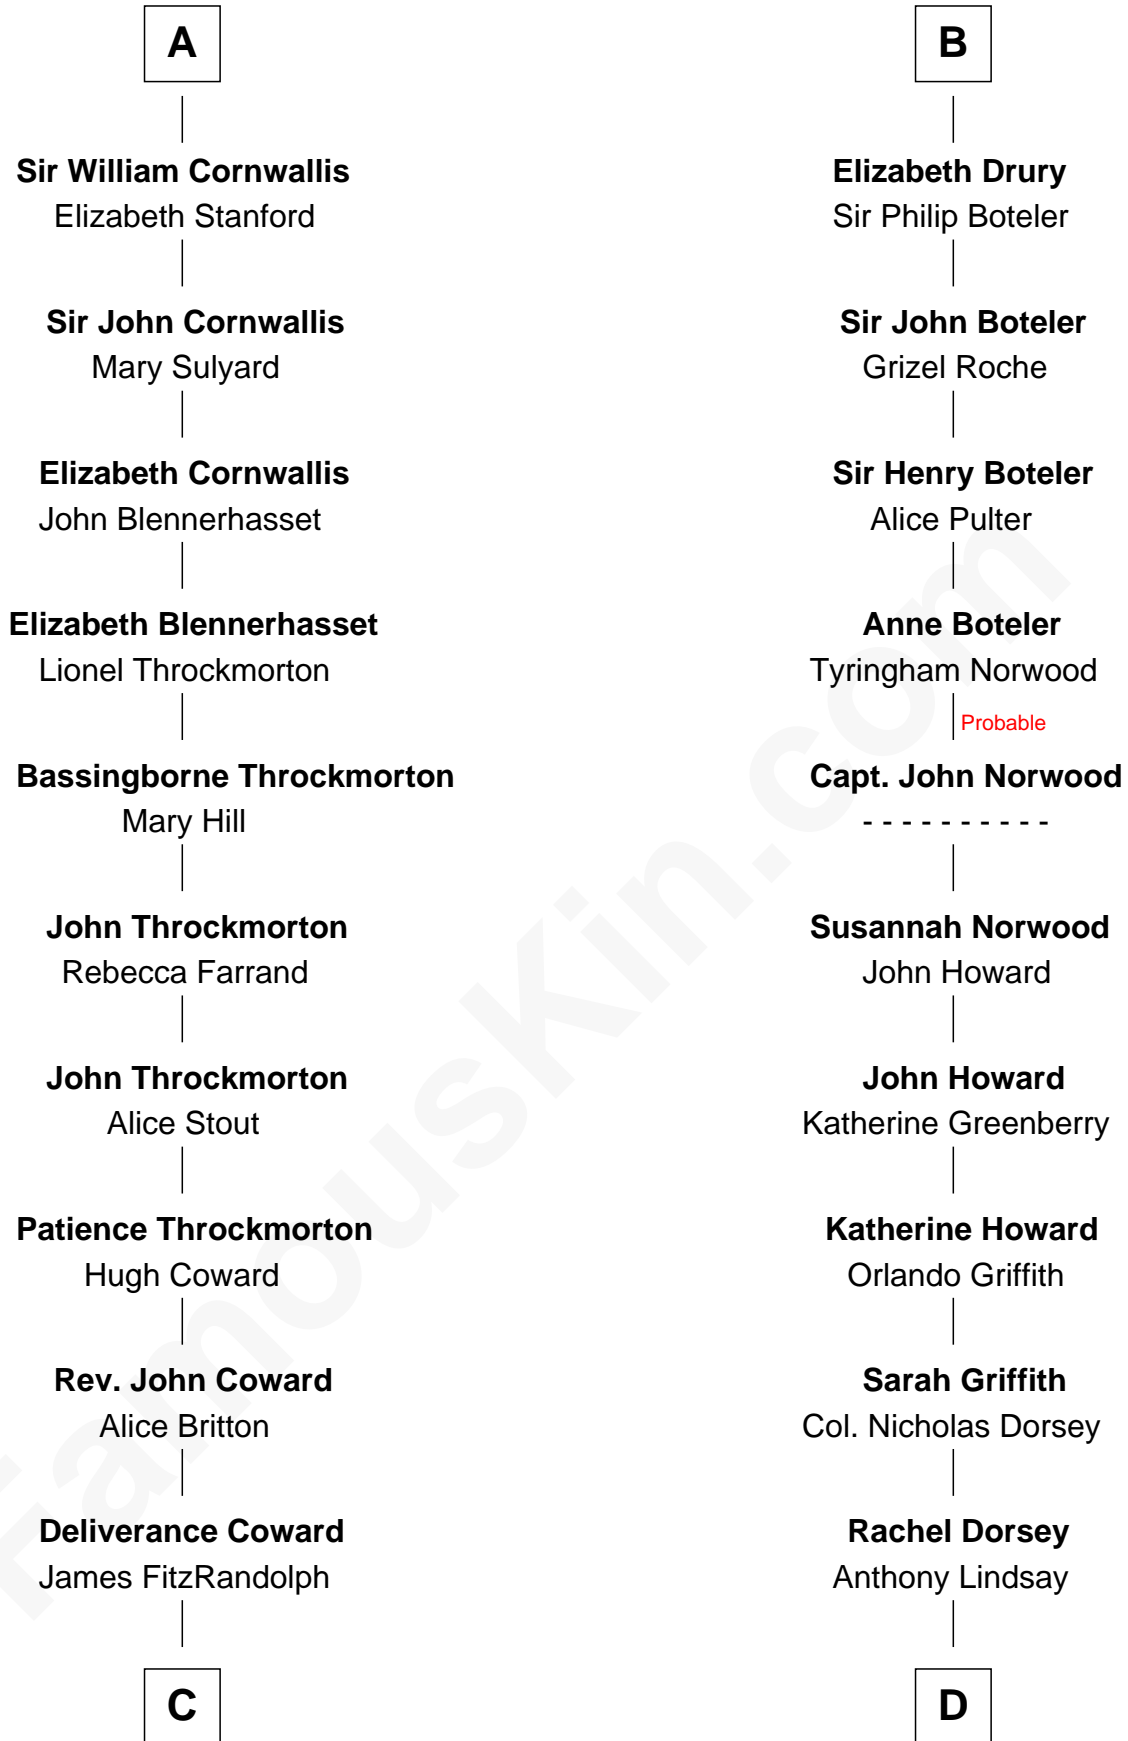 A
Sir William Cornwallis
Elizabeth Stanford
Sir John Cornwallis
Mary Sulyard
Elizabeth Cornwallis
John Blennerhasset
Elizabeth Blennerhasset
Lionel Throckmorton
Bassingborne Throckmorton
Mary Hill
John Throckmorton
Rebecca Farrand
John Throckmorton
Alice Stout
Patience Throckmorton
Hugh Coward
Rev. John Coward
Alice Britton
Deliverance Coward
James FitzRandolph
C
B
Elizabeth Drury
Sir Philip Boteler
Sir John Boteler
Grizel Roche
Sir Henry Boteler
Alice Pulter
Anne Boteler
Tyringham Norwood
Probable
Capt. John Norwood
- - - - - - - - - -
Susannah Norwood
John Howard
John Howard
Katherine Greenberry
Katherine Howard
Orlando Griffith
Sarah Griffith
Col. Nicholas Dorsey
Rachel Dorsey
Anthony Lindsay
D
FamousKin.com